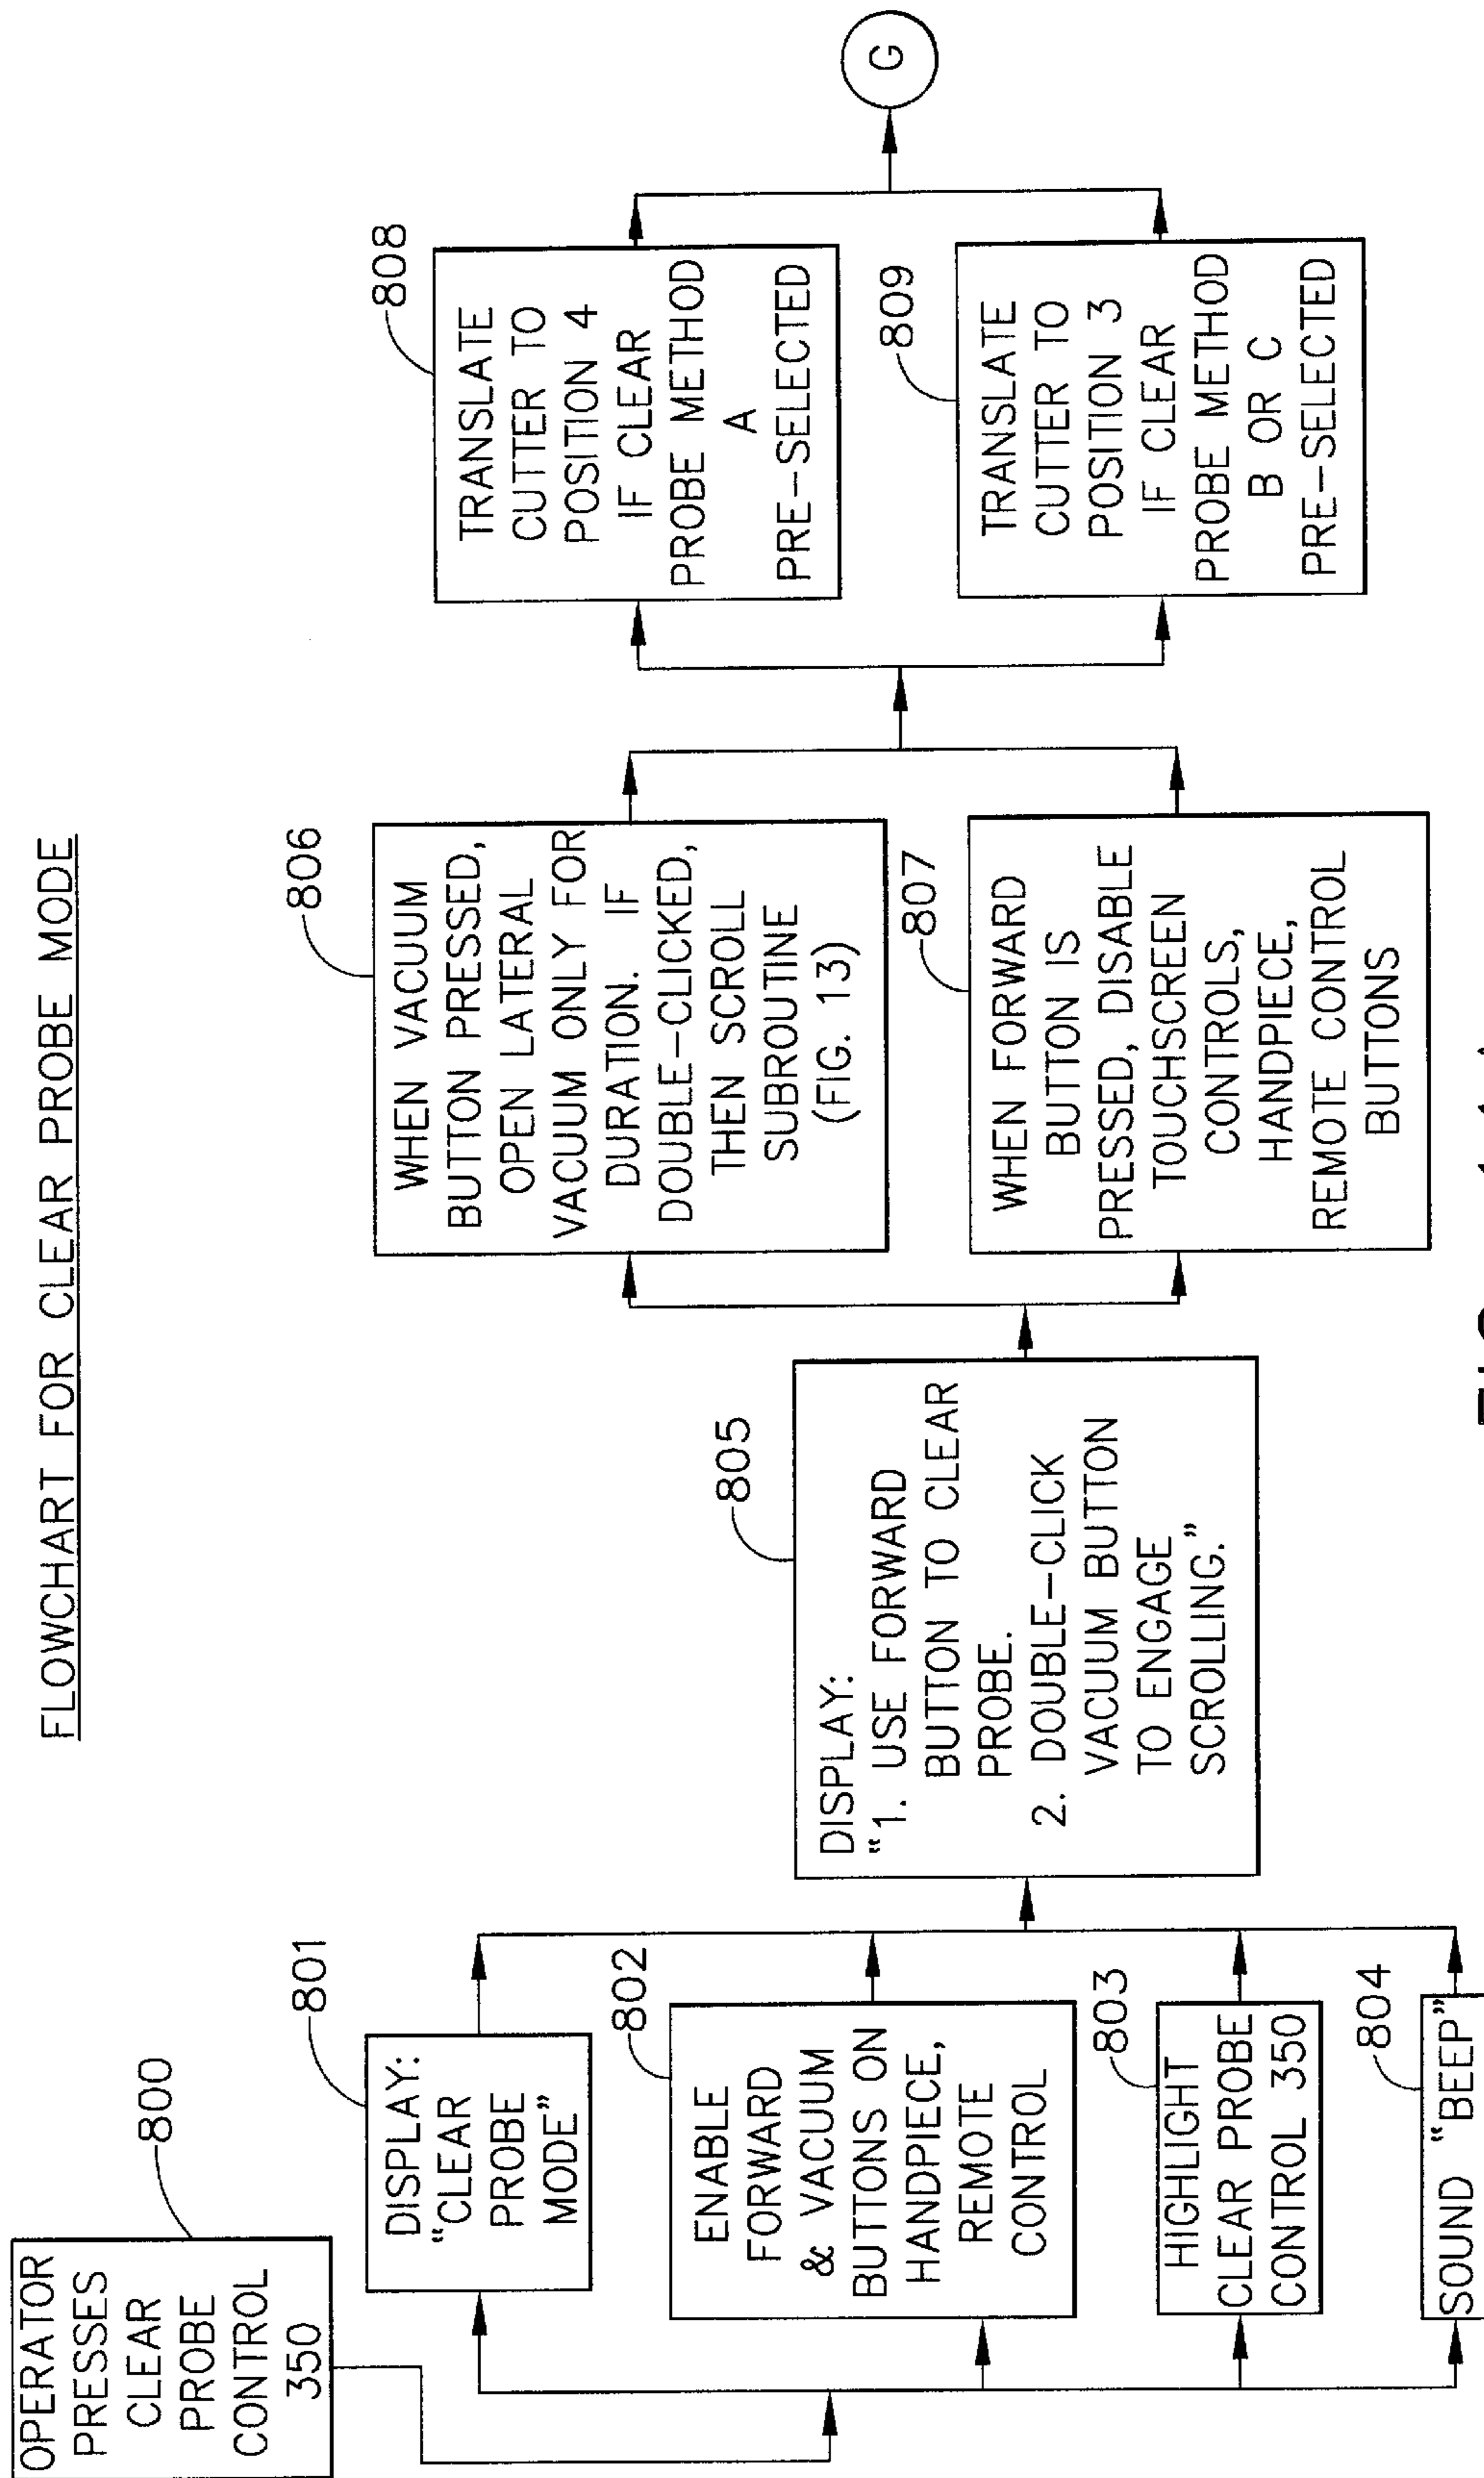 FLOWCHART FOR CLEAR PROBE MODE
OPERATOR
PRESSES
CLEAR
PROBE
CONTROL
350
800
DISPLAY:
“CLEAR
PROBE
MODE”
801
ENABLE
FORWARD
& VACUUM
BUTTONS ON
HANDPIECE,
REMOTE
CONTROL
802
HIGHLIGHT
CLEAR PROBE
CONTROL 350
803
SOUND “BEEP”
804
DISPLAY:
“1. USE FORWARD
BUTTON TO CLEAR
PROBE.
2. DOUBLE-CLICK
VACUUM BUTTON
TO ENGAGE
SCROLLING.”
805
WHEN VACUUM
BUTTON PRESSED,
OPEN LATERAL
VACUUM ONLY FOR
DURATION. IF
DOUBLE-CLICKED,
THEN SCROLL
SUBROUTINE
(FIG. 13)
806
WHEN FORWARD
BUTTON IS
PRESSED, DISABLE
TOUCHSCREEN
CONTROLS,
HANDPIECE,
REMOTE CONTROL
BUTTONS
807
TRANSLATE
CUTTER TO
POSITION 4
IF CLEAR
PROBE METHOD
A
PRE-SELECTED
808
TRANSLATE
CUTTER TO
POSITION 3
IF CLEAR
PROBE METHOD
B OR C
PRE-SELECTED
809
G